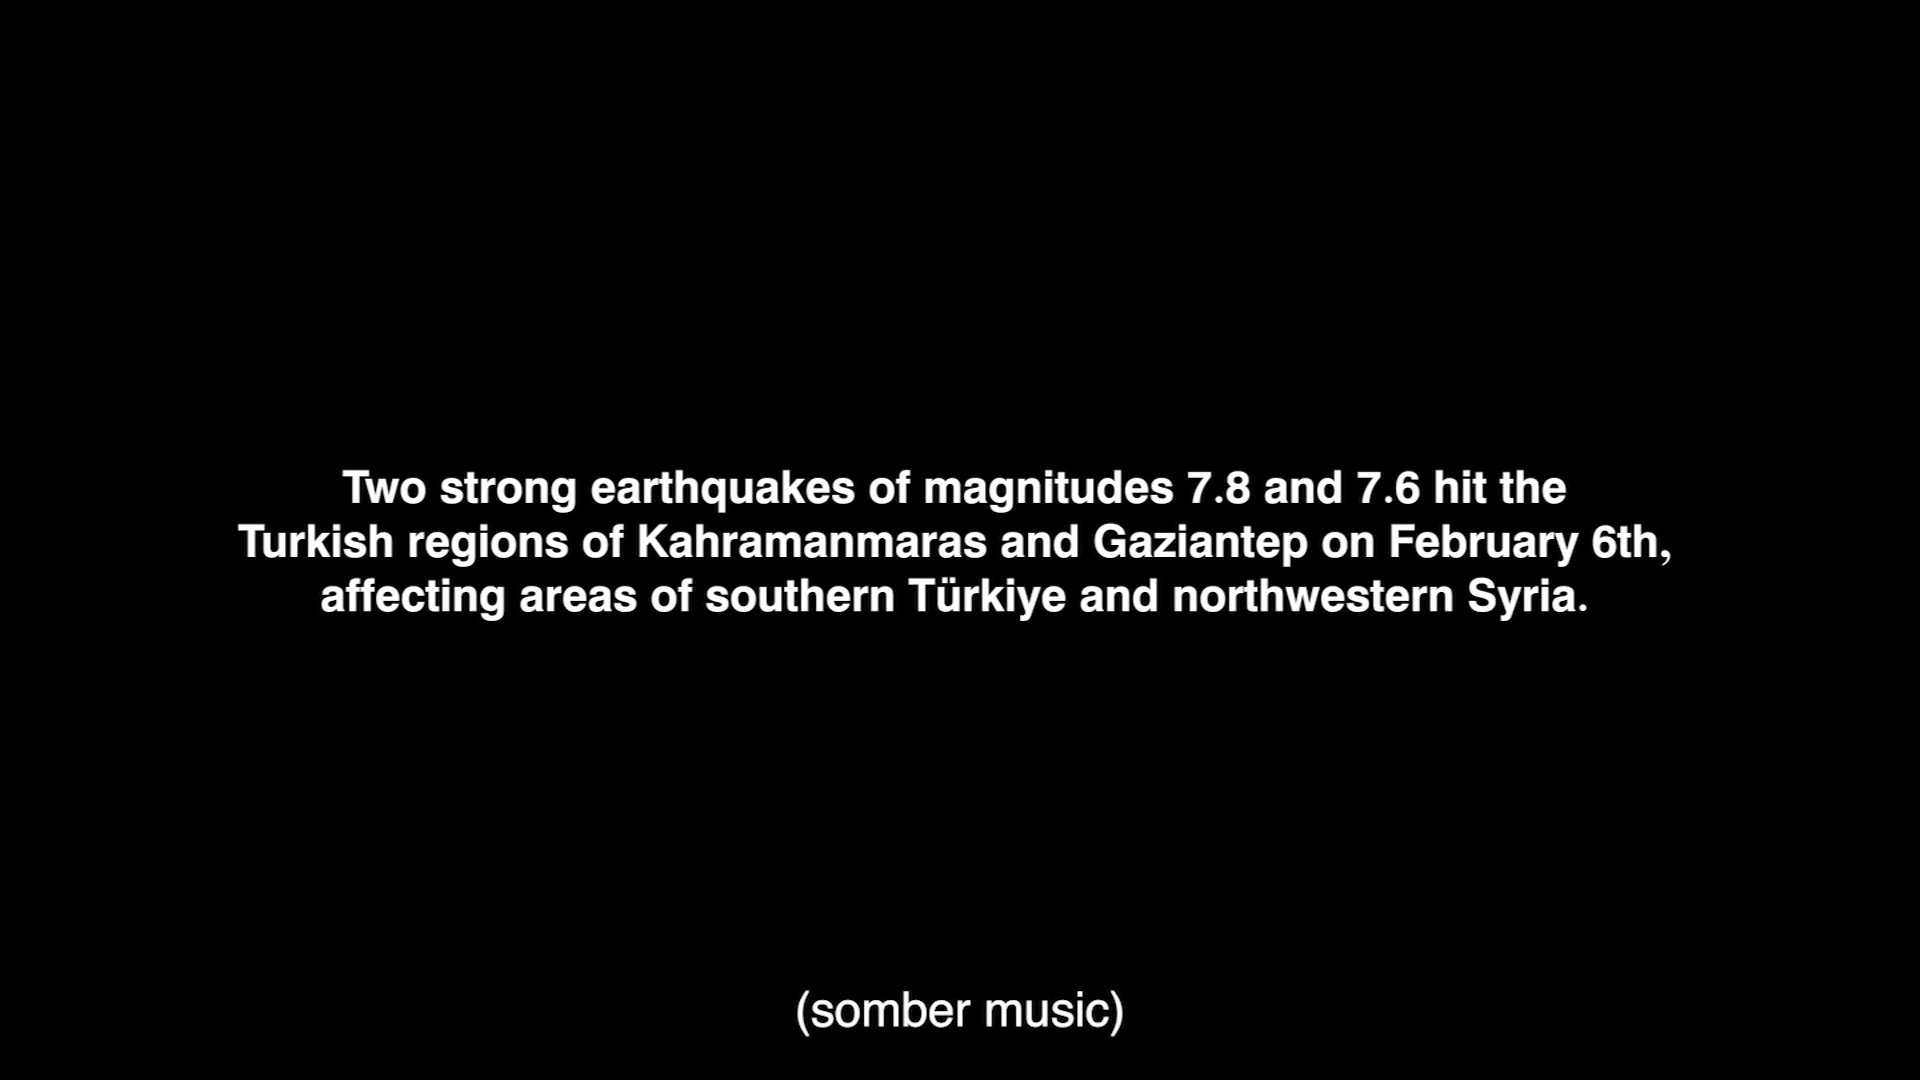 Two strong earthquakes of magnitudes 7.8 and 7.6 hit the
Turkish regions of Kahramanmaras and Gaziantep on February 6th,
affecting areas of southern Türkiye and northwestern Syria.
(somber music)